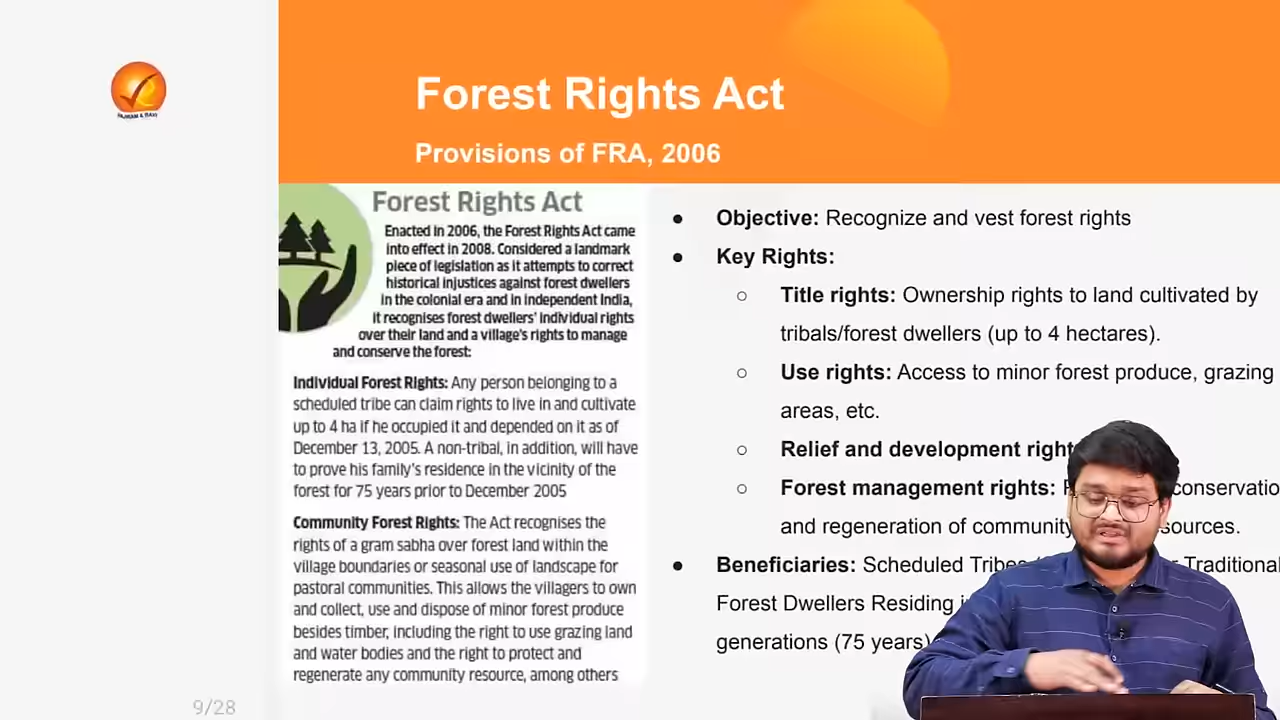 VAJIRAM & RAVI
Forest Rights Act
Provisions of FRA, 2006
Forest Rights Act
Enacted in 2006, the Forest Rights Act came
into effect in 2008. Considered a landmark
piece of legislation as it attempts to correct
historical injustices against forest dwellers
in the colonial era and in independent India,
it recognises forest dwellers' individual rights
over their land and a village's rights to manage
and conserve the forest:
Individual Forest Rights: Any person belonging to a
scheduled tribe can claim rights to live in and cultivate
up to 4 ha if he occupied it and depended on it as of
December 13, 2005. A non-tribal, in addition, will have
to prove his family's residence in the vicinity of the
forest for 75 years prior to December 2005
Community Forest Rights: The Act recognises the
rights of a gram sabha over forest land within the
village boundaries or seasonal use of landscape for
pastoral communities. This allows the villagers to own
and collect, use and dispose of minor forest produce
besides timber, including the right to use grazing land
and water bodies and the right to protect and
regenerate any community resource, among others
● Objective: Recognize and vest forest rights
● Key Rights:
○ Title rights: Ownership rights to land cultivated by
tribals/forest dwellers (up to 4 hectares).
○ Use rights: Access to minor forest produce, grazing
areas, etc.
○ Relief and development
○ Forest management rights:
and regeneration of community
● Beneficiaries: Scheduled Tribes Traditional
Forest Dwellers Residing
generations (75 years)
9/28